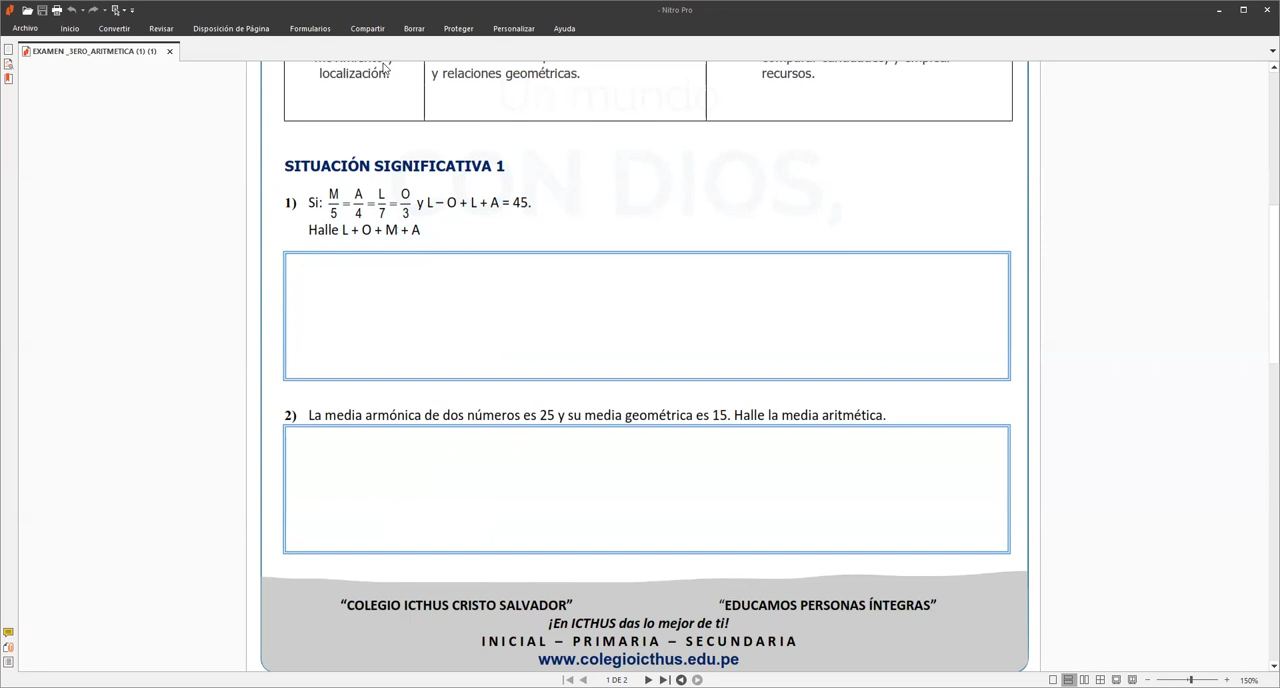 - Nitro Pro
Archivo Inicio Convertir Revisar Disposición de Página Formularios Compartir Borrar Proteger Personalizar Ayuda
EXAMEN _3ERO_ARITMETICA (1) (1)
localización.
y relaciones geométricas.
recursos.
Un mundo
CON DIOS,
SITUACIÓN SIGNIFICATIVA 1
1) Si: M/5 = A/4 = L/7 = O/3 y L – O + L + A = 45.
Halle L + O + M + A
2) La media armónica de dos números es 25 y su media geométrica es 15. Halle la media aritmética.
“COLEGIO ICTHUS CRISTO SALVADOR” “EDUCAMOS PERSONAS ÍNTEGRAS”
¡En ICTHUS das lo mejor de ti!
INICIAL – PRIMARIA – SECUNDARIA
www.colegioicthus.edu.pe
1 DE 2
150%